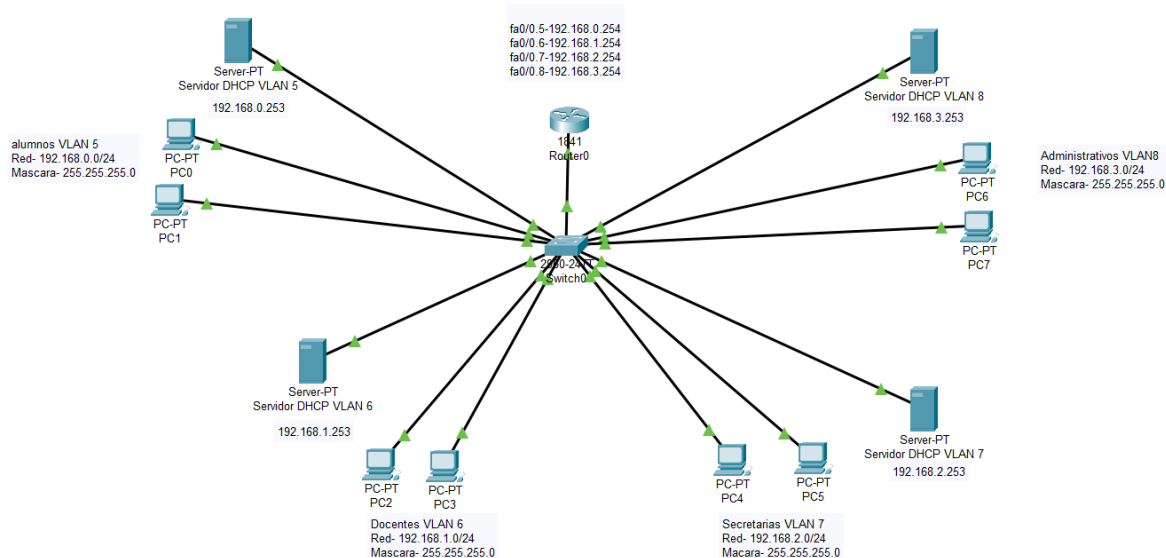 fa0/0.5-192.168.0.254
fa0/0.6-192.168.1.254
fa0/0.7-192.168.2.254
fa0/0.8-192.168.3.254
Server-PT
Servidor DHCP VLAN 5
192.168.0.253
Server-PT
Servidor DHCP VLAN 8
192.168.3.253
1841
Router0
alumnos VLAN 5
Red- 192.168.0.0/24
Mascara- 255.255.255.0
PC-PT
PC0
PC-PT
PC1
Administrativos VLAN8
Red- 192.168.3.0/24
Mascara- 255.255.255.0
PC-PT
PC6
PC-PT
PC7
Switch0
Server-PT
Servidor DHCP VLAN 6
192.168.1.253
Server-PT
Servidor DHCP VLAN 7
192.168.2.253
PC-PT
PC2
PC-PT
PC3
PC-PT
PC4
PC-PT
PC5
Docentes VLAN 6
Red- 192.168.1.0/24
Mascara- 255.255.255.0
Secretarias VLAN 7
Red- 192.168.2.0/24
Mascara- 255.255.255.0